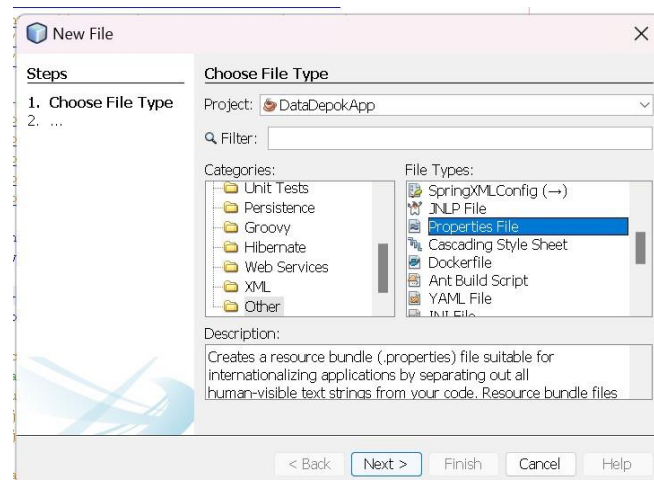 New File
Steps
1. Choose File Type
2. ...
Choose File Type
Project: DataDepokApp
Filter:
Categories:
Unit Tests
Persistence
Groovy
Hibernate
Web Services
XML
Other
File Types:
SpringXMLConfig (→)
JNLP File
Properties File
Cascading Style Sheet
Dockerfile
Ant Build Script
YAML File
INI File
Description:
Creates a resource bundle (.properties) file suitable for
internationalizing applications by separating out all
human-visible text strings from your code. Resource bundle files
< Back
Next >
Finish
Cancel
Help